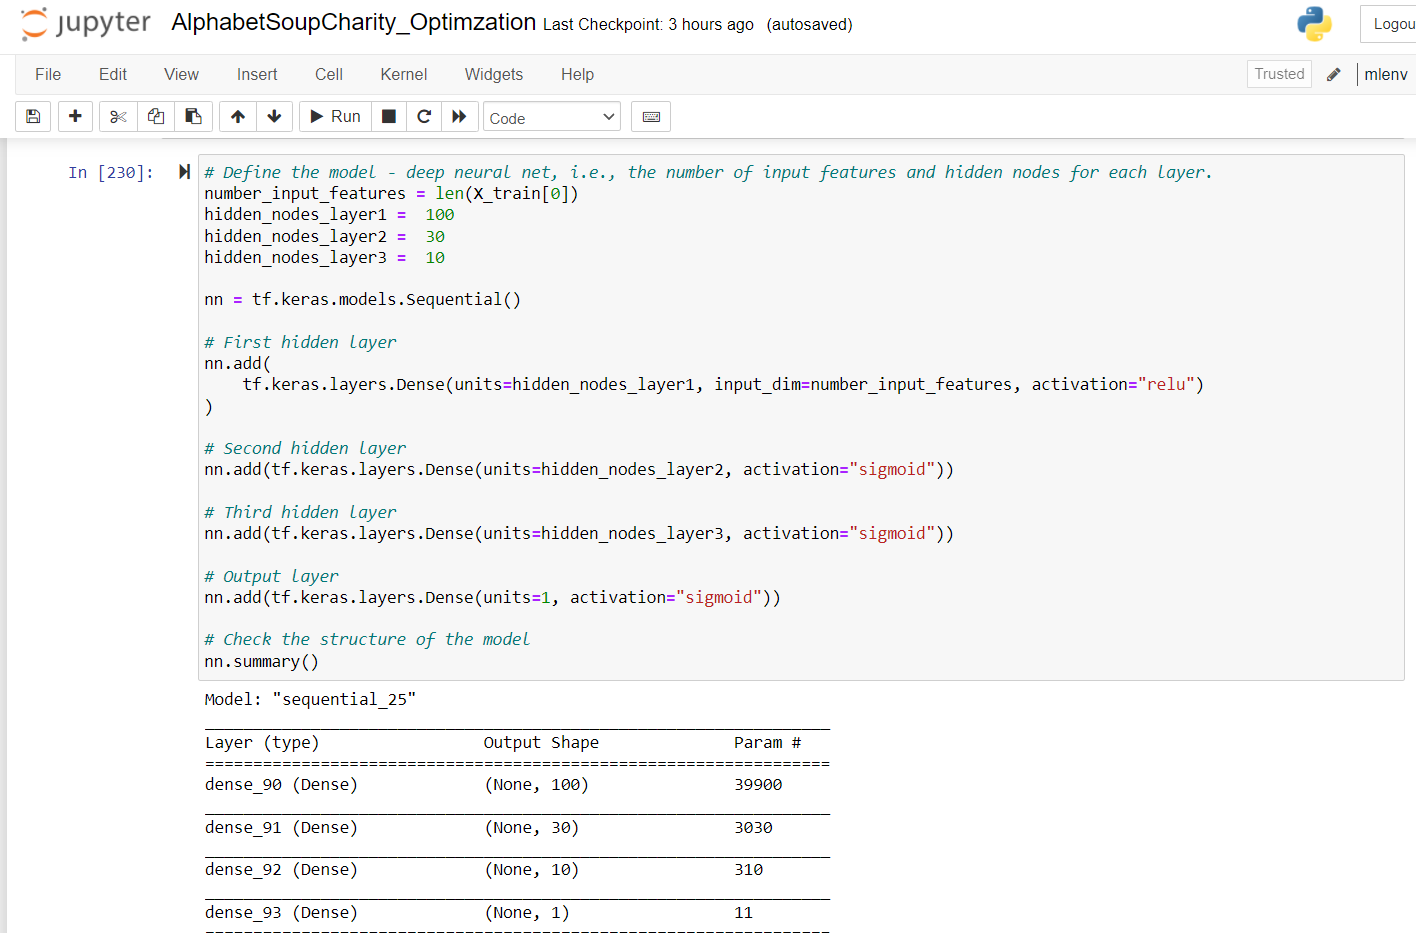 jupyter AlphabetSoupCharity_Optimzation Last Checkpoint: 3 hours ago (autosaved)
Logou
File Edit View Insert Cell Kernel Widgets Help Trusted mlenv
Run Code
In [230]: # Define the model - deep neural net, i.e., the number of input features and hidden nodes for each layer.
number_input_features = len(X_train[0])
hidden_nodes_layer1 =  100
hidden_nodes_layer2 =  30
hidden_nodes_layer3 =  10
nn = tf.keras.models.Sequential()
# First hidden layer
nn.add(
    tf.keras.layers.Dense(units=hidden_nodes_layer1, input_dim=number_input_features, activation="relu")
)
# Second hidden layer
nn.add(tf.keras.layers.Dense(units=hidden_nodes_layer2, activation="sigmoid"))
# Third hidden layer
nn.add(tf.keras.layers.Dense(units=hidden_nodes_layer3, activation="sigmoid"))
# Output layer
nn.add(tf.keras.layers.Dense(units=1, activation="sigmoid"))
# Check the structure of the model
nn.summary()
Model: "sequential_25"
Layer (type) Output Shape Param #
=================================================================
dense_90 (Dense) (None, 100) 39900
dense_91 (Dense) (None, 30) 3030
dense_92 (Dense) (None, 10) 310
dense_93 (Dense) (None, 1) 11
=================================================================